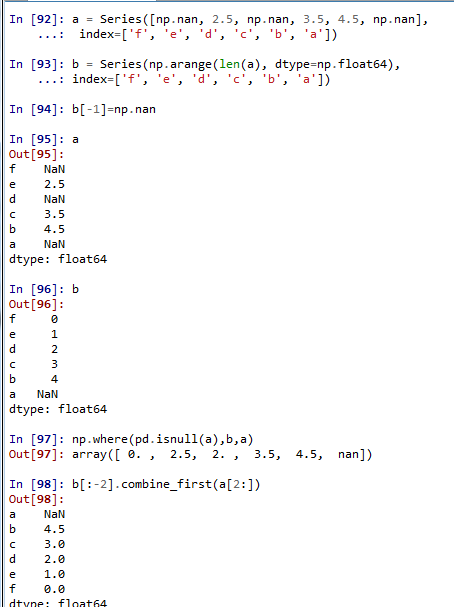 In [92]: a = Series([np.nan, 2.5, np.nan, 3.5, 4.5, np.nan],
...: index=['f', 'e', 'd', 'c', 'b', 'a'])
In [93]: b = Series(np.arange(len(a), dtype=np.float64),
...: index=['f', 'e', 'd', 'c', 'b', 'a'])
In [94]: b[-1]=np.nan
In [95]: a
Out[95]:
f NaN
e 2.5
d NaN
c 3.5
b 4.5
a NaN
dtype: float64
In [96]: b
Out[96]:
f 0
e 1
d 2
c 3
b 4
a NaN
dtype: float64
In [97]: np.where(pd.isnull(a),b,a)
Out[97]: array([ 0. , 2.5, 2. , 3.5, 4.5, nan])
In [98]: b[:-2].combine_first(a[2:])
Out[98]:
a NaN
b 4.5
c 3.0
d 2.0
e 1.0
f 0.0
dtype: float64